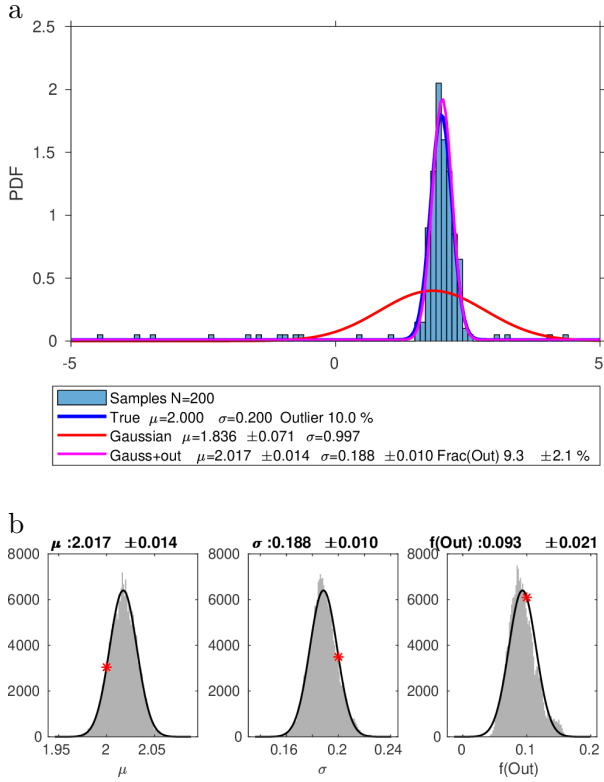 a
2.5
2
1.5
1
0.5
0
PDF
-5 0 5
Samples N=200
True μ=2.000 σ=0.200 Outlier 10.0 %
Gaussian μ=1.836 ±0.071 σ=0.997
Gauss+out μ=2.017 ±0.014 σ=0.188 ±0.010 Frac(Out) 9.3 ±2.1 %
b
μ :2.017 ±0.014 σ :0.188 ±0.010 f(Out) :0.093 ±0.021
8000 8000 8000
6000 6000 6000
4000 4000 4000
2000 2000 2000
0 0 0
1.95 2 2.05 0.16 0.2 0.24 0 0.1 0.2
μ σ f(Out)